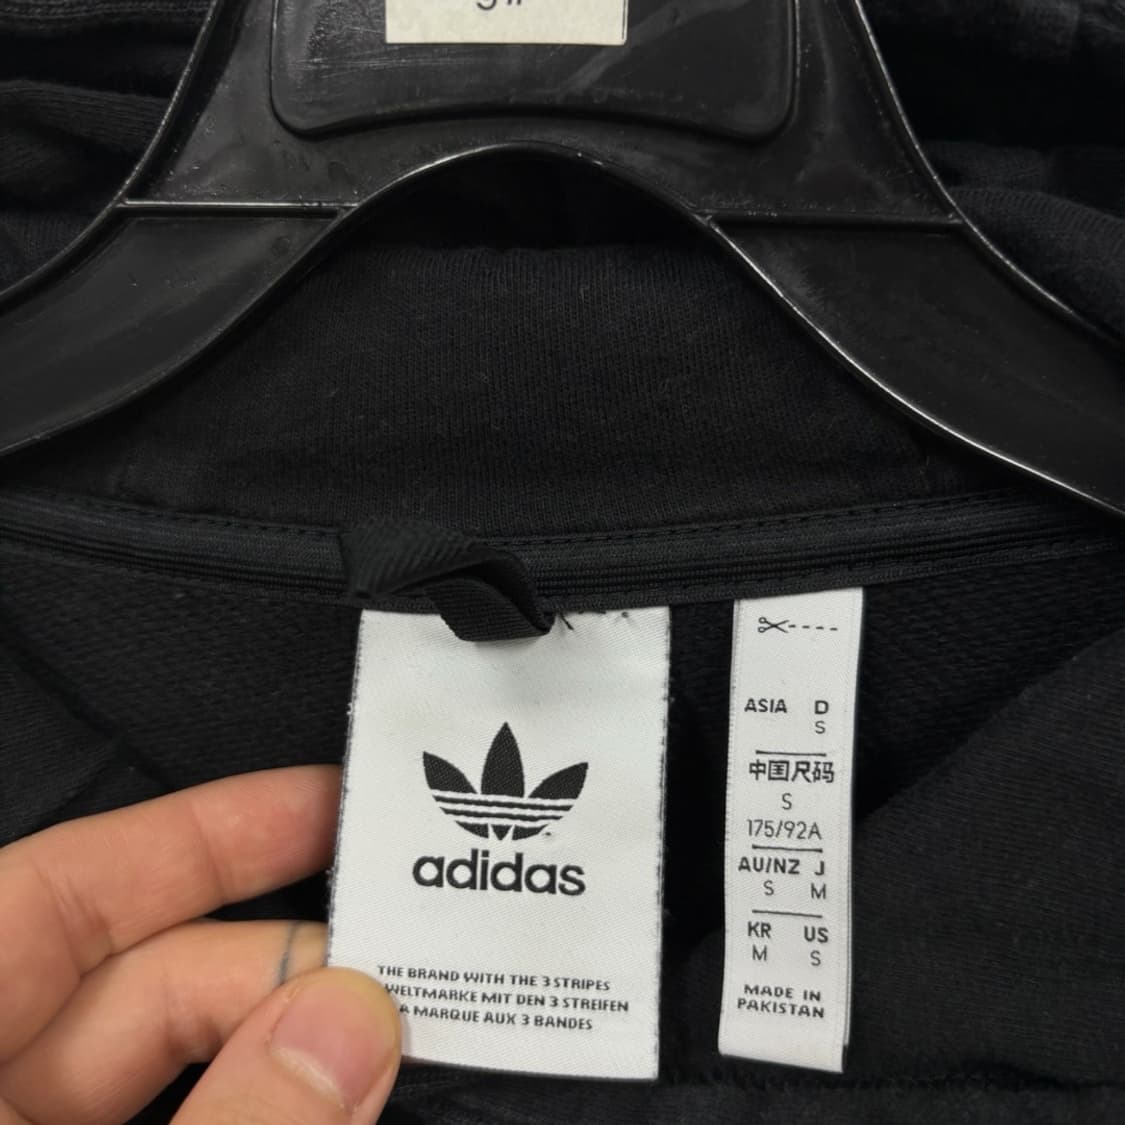 adidas
THE BRAND WITH THE 3 STRIPES
WELTMARKE MIT DEN 3 STREIFEN
A MARQUE AUX 3 BANDES
ASIA D
S
中国尺码
S
175/92A
AU/NZ J
S M
KR US
M S
MADE IN
PAKISTAN